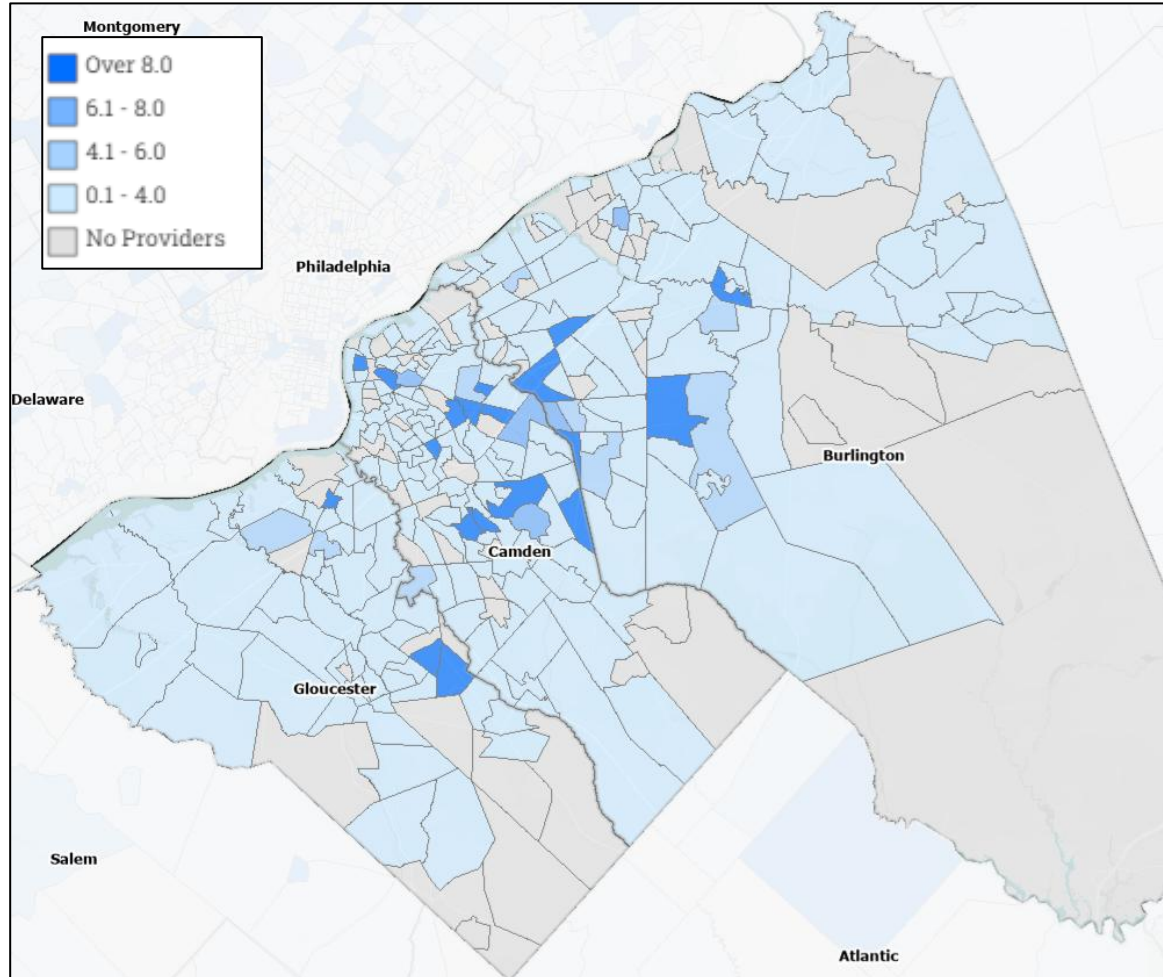 Montgomery
Over 8.0
6.1 - 8.0
4.1 - 6.0
0.1 - 4.0
No Providers
Philadelphia
Delaware
Burlington
Camden
Gloucester
Salem
Atlantic